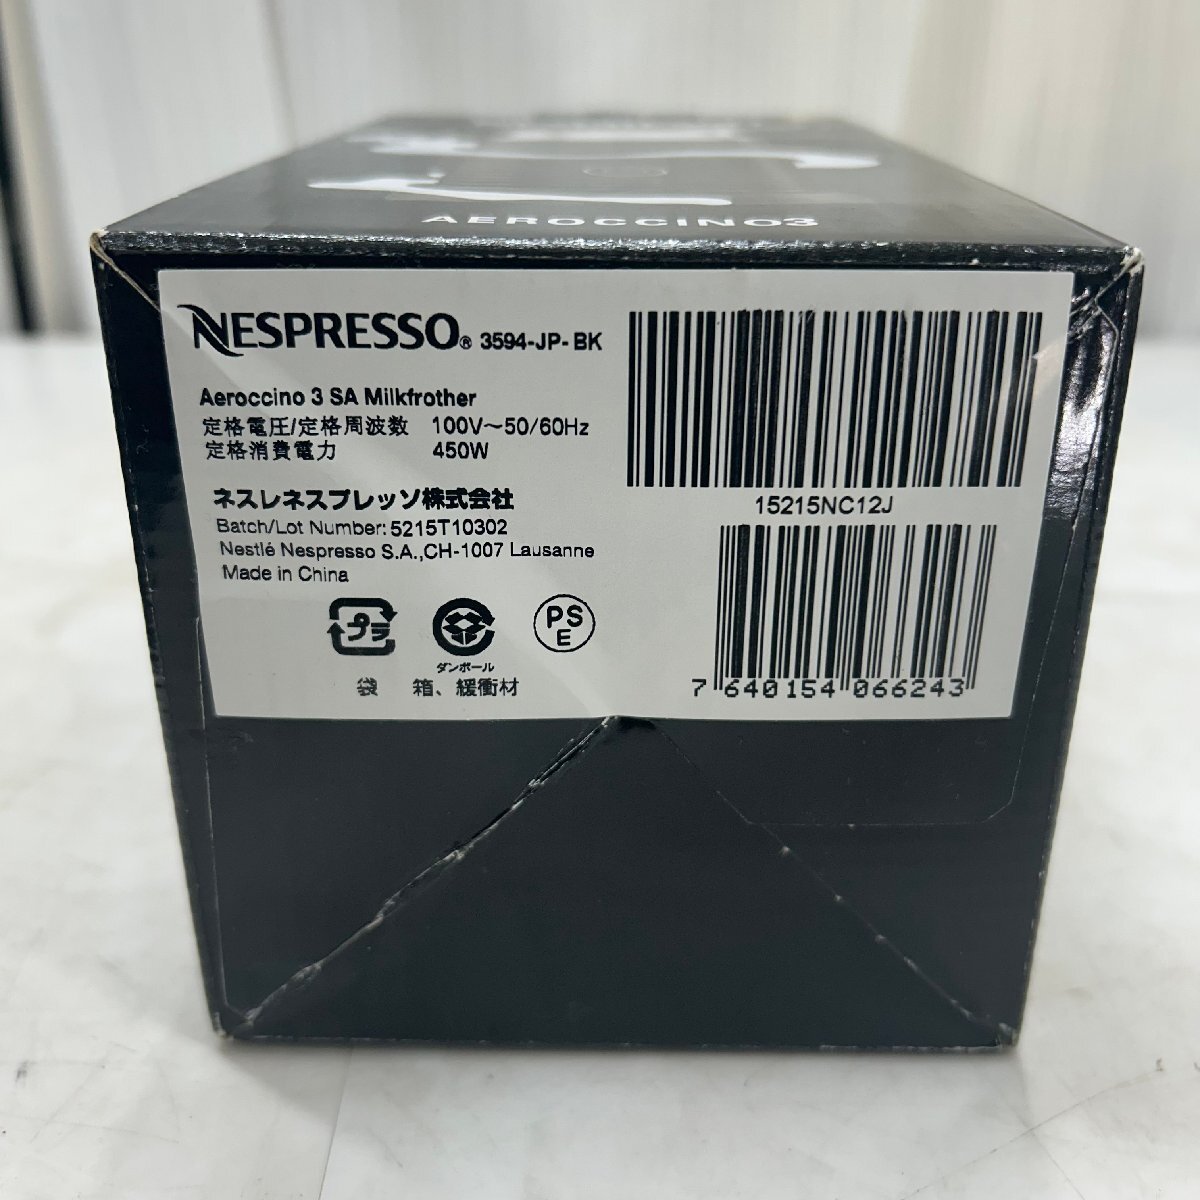 AEROCCINO3
NESPRESSO® 3594-JP-BK
Aeroccino 3 SA Milkfrother
定格電圧/定格周波数 100V～50/60Hz
定格消費電力 450W
ネスレネスプレッソ株式会社
Batch/Lot Number: 5215T10302
Nestlé Nespresso S.A.,CH-1007 Lausanne
Made in China
プラ
PS
E
ダンボール
袋 箱、緩衝材
15215NC12J
7 640154 066243